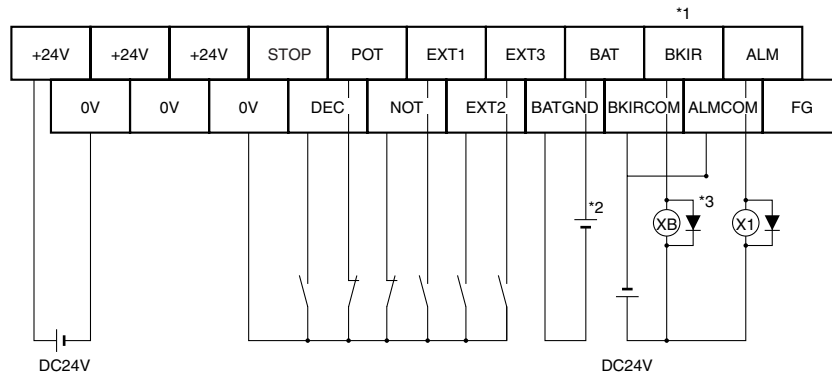 *1
+24V +24V +24V STOP POT EXT1 EXT3 BAT BKIR ALM
0V 0V 0V DEC NOT EXT2 BATGND BKIRCOM ALMCOM FG
*2 *3
XB X1
DC24V DC24V